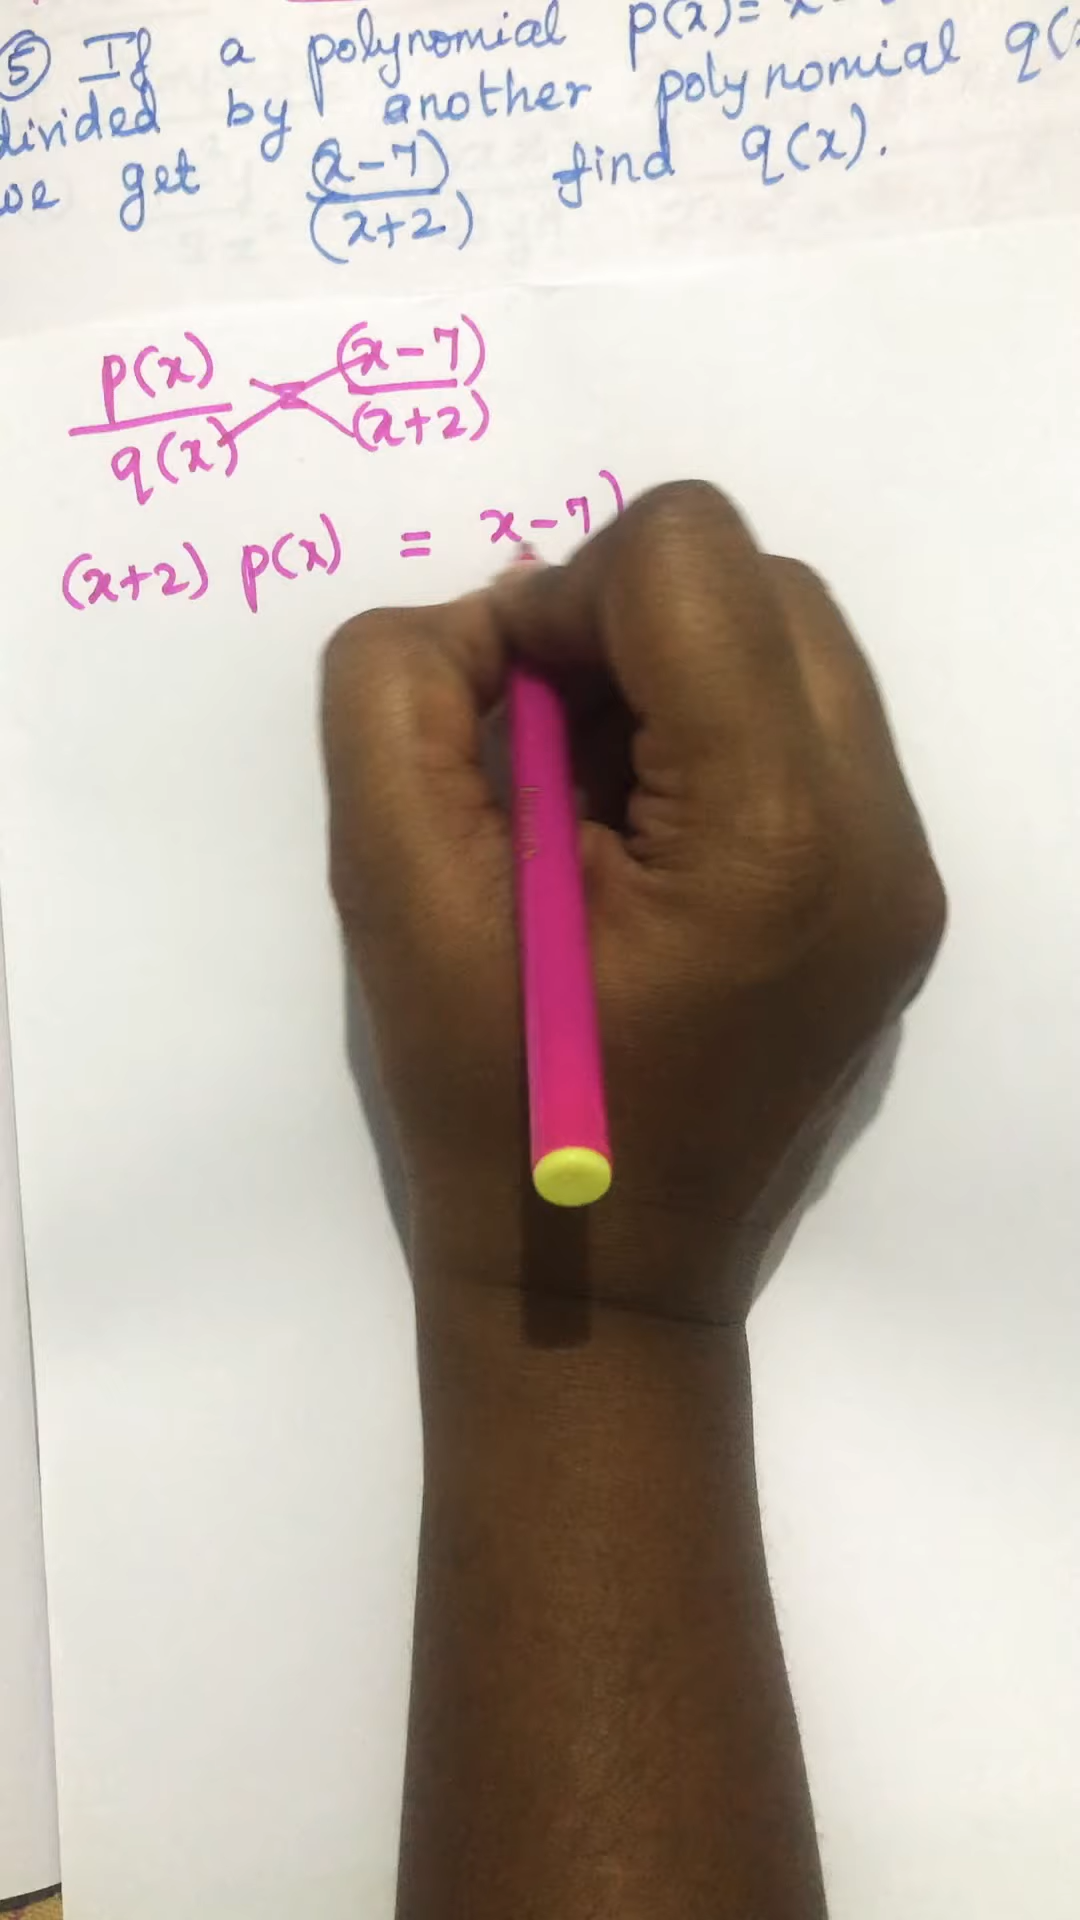 ⑤ If a polynomial p(x)= x
divided by another polynomial q(
we get (x-7)/(x+2) find q(x).
p(x)/q(x) (x-7)/(x+2)
(x+2) p(x) = x-7)